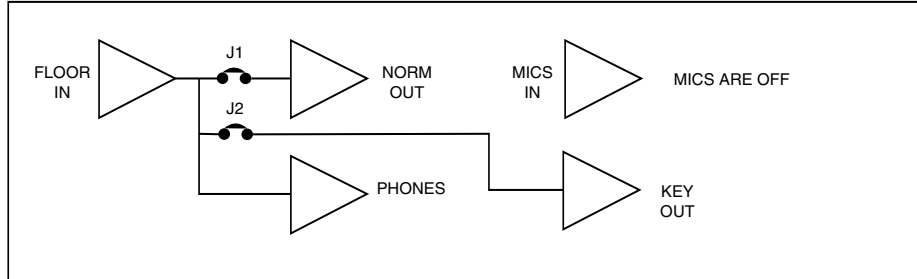 J1
FLOOR
IN
NORM
OUT
MICS
IN
MICS ARE OFF
J2
PHONES
KEY
OUT